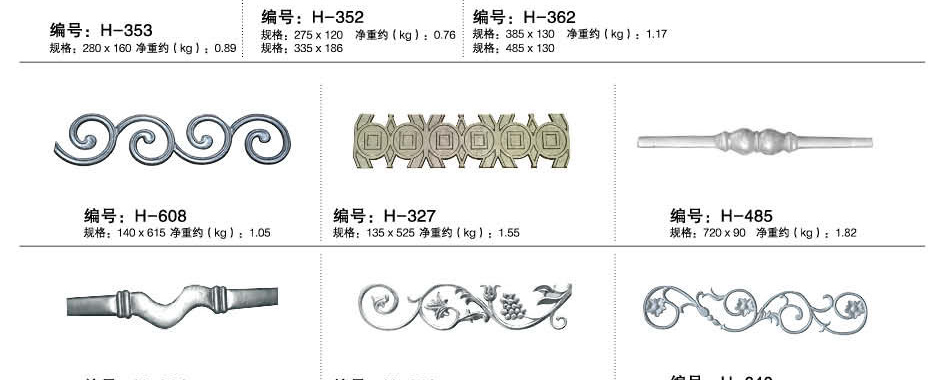 编号：H-353
规格：280 x 160 净重约（kg）：0.89
编号：H-352
规格：275 x 120 净重约（kg）：0.76
规格：335 x 186
编号：H-362
规格：385 x 130 净重约（kg）：1.17
规格：485 x 130
编号：H-608
规格：140 x 615 净重约（kg）：1.05
编号：H-327
规格：135 x 525 净重约（kg）：1.55
编号：H-485
规格：720 x 90 净重约（kg）：1.82